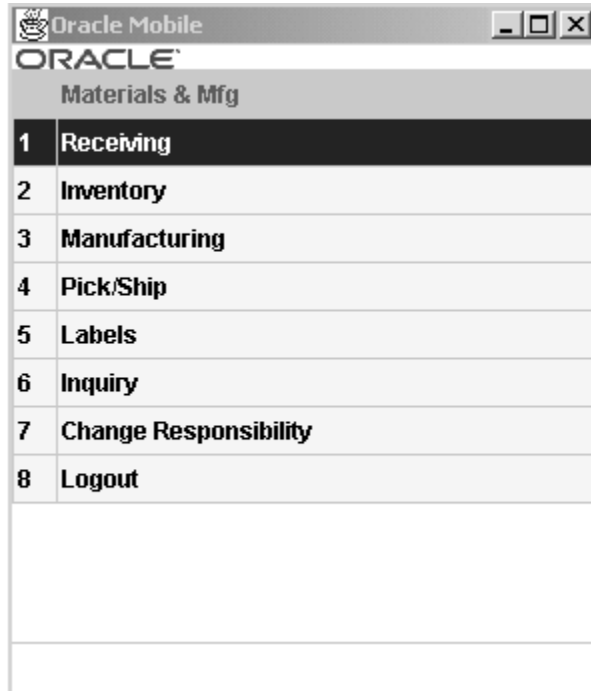 Oracle Mobile
ORACLE
Materials & Mfg
1 Receiving
2 Inventory
3 Manufacturing
4 Pick/Ship
5 Labels
6 Inquiry
7 Change Responsibility
8 Logout